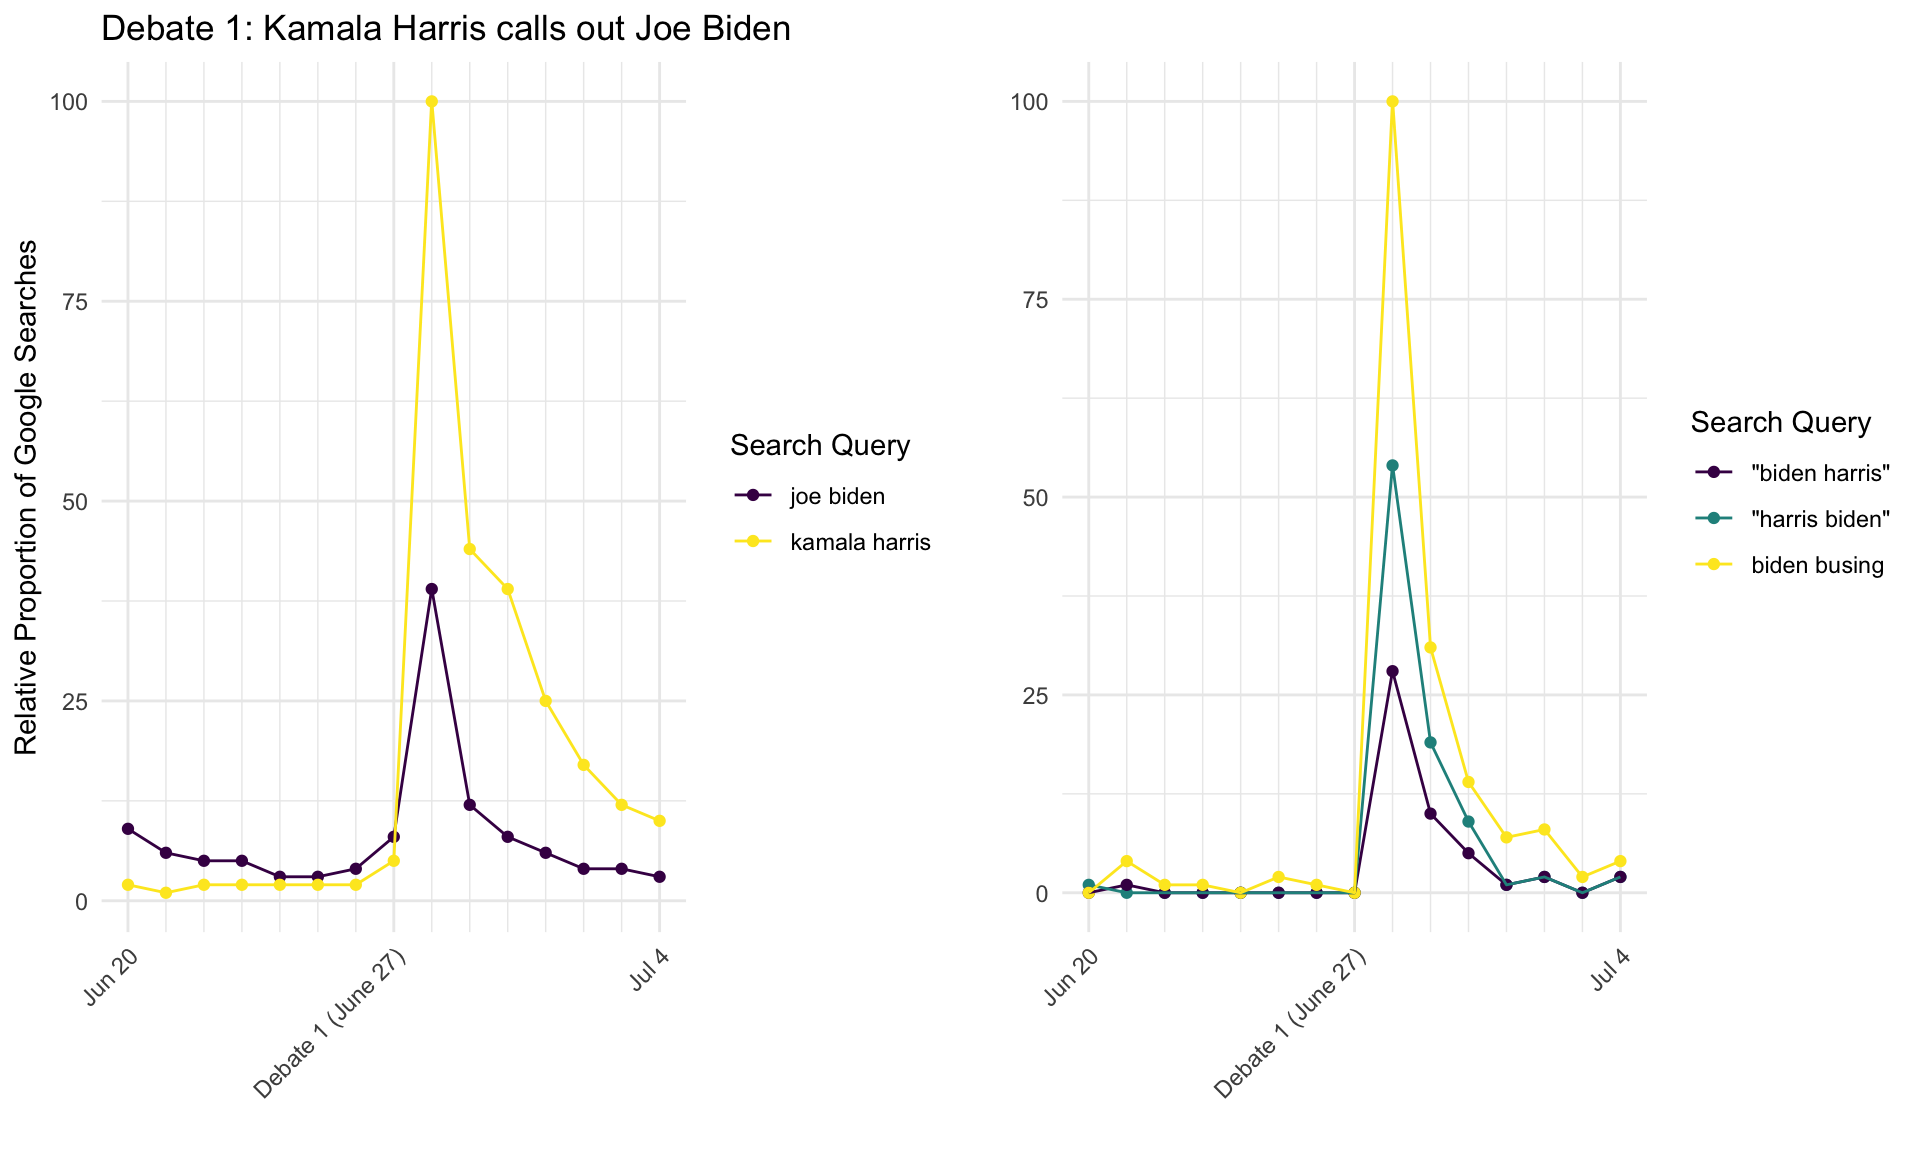 Debate 1: Kamala Harris calls out Joe Biden
Relative Proportion of Google Searches
100
75
50
25
0
Jun 20
Debate 1 (June 27)
Jul 4
Search Query
joe biden
kamala harris
100
75
50
25
0
Jun 20
Debate 1 (June 27)
Jul 4
Search Query
"biden harris"
"harris biden"
biden busing